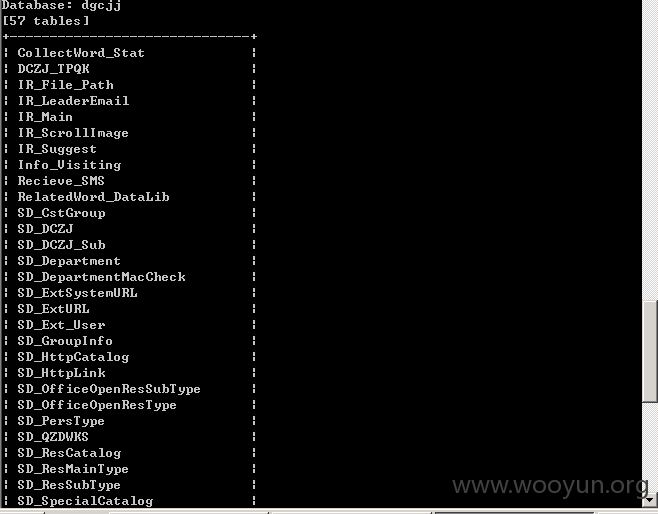 Database: dgcjj
[57 tables]
+------------------------------+
| CollectWord_Stat |
| DCZJ_TPQK |
| IR_File_Path |
| IR_LeaderEmail |
| IR_Main |
| IR_ScrollImage |
| IR_Suggest |
| Info_Visiting |
| Recieve_SMS |
| RelatedWord_DataLib |
| SD_CstGroup |
| SD_DCZJ |
| SD_DCZJ_Sub |
| SD_Department |
| SD_DepartmentMacCheck |
| SD_ExtSystemURL |
| SD_ExtURL |
| SD_Ext_User |
| SD_GroupInfo |
| SD_HttpCatalog |
| SD_HttpLink |
| SD_OfficeOpenResSubType |
| SD_OfficeOpenResType |
| SD_PersType |
| SD_QZDWKS |
| SD_ResCatalog |
| SD_ResMainType |
| SD_ResSubType |
| SD_SpecialCatalog |
www.wooyun.org